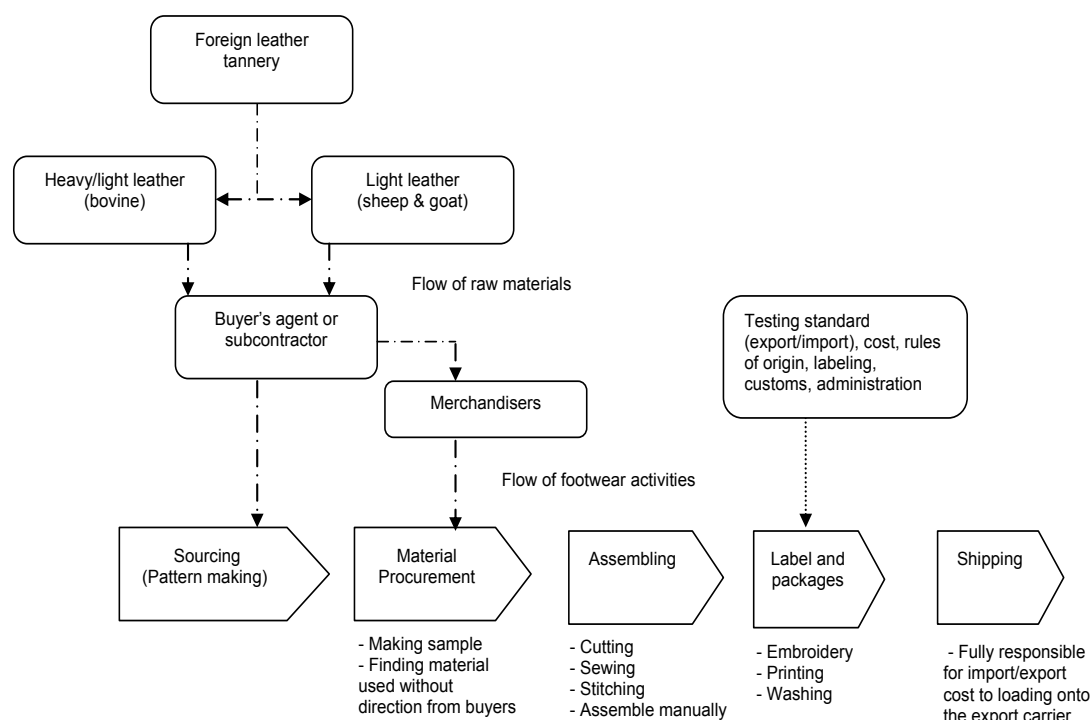 Foreign leather
tannery
Heavy/light leather
(bovine)
Light leather
(sheep & goat)
Flow of raw materials
Buyer's agent or
subcontractor
Testing standard
(export/import), cost, rules
of origin, labeling,
customs, administration
Merchandisers
Flow of footwear activities
Sourcing
(Pattern making)
Material
Procurement
Assembling
Label and
packages
Shipping
- Making sample
- Finding material
used without
direction from buyers
- Cutting
- Sewing
- Stitching
- Assemble manually
- Embroidery
- Printing
- Washing
- Fully responsible
for import/export
cost to loading onto
the export carrier